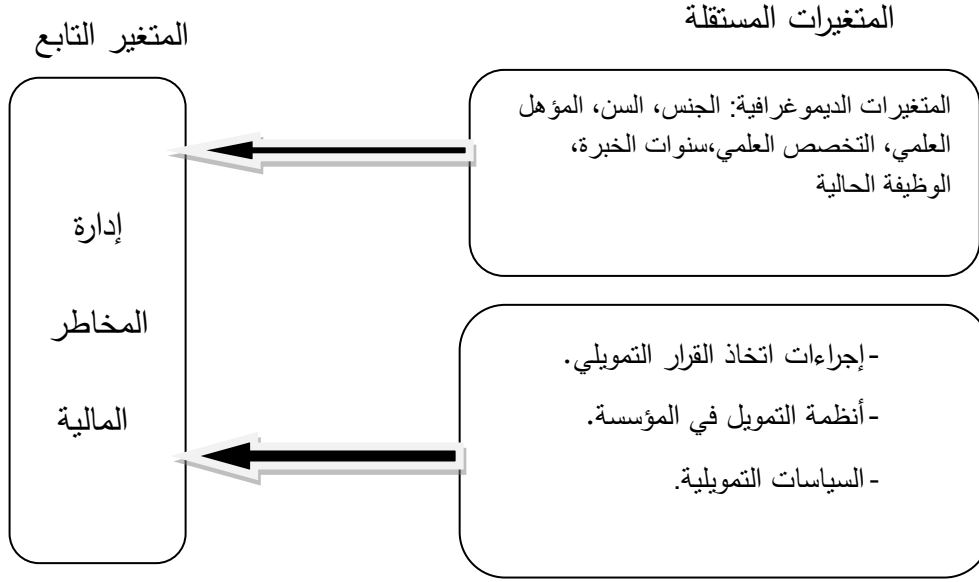 المتغيرات المستقلة
المتغير التابع
المتغيرات الديموغرافية: الجنس، السن، المؤهل
العلمي، التخصص العلمي،سنوات الخبرة،
الوظيفة الحالية
إدارة
المخاطر
المالية
-إجراءات اتخاذ القرار التمويلي.
-أنظمة التمويل في المؤسسة.
-السياسات التمويلية.